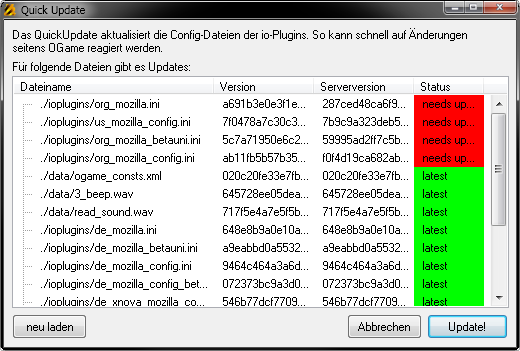 Quick Update
Das QuickUpdate aktualisiert die Config-Dateien der io-Plugins. So kann schnell auf Änderungen
seitens OGame reagiert werden.
Für folgende Dateien gibt es Updates:
Dateiname Version Serverversion Status
./ioplugins/org_mozilla.ini a691b3e0e3f1e... 287ced48ca6f9... needs up...
./ioplugins/us_mozilla_config.ini 7f0478a7c30c3... 7b9c9a323deb5... needs up...
./ioplugins/org_mozilla_betauni.ini 5c7a71950e6c2... 59995ad2ff7c5b... needs up...
./ioplugins/org_mozilla_config.ini ab11fb5b57b35... f0f4d19ca682ab... needs up...
./data/ogame_consts.xml 020c20fe33e7fb... 020c20fe33e7fb... latest
./data/3_beep.wav 645728ee05dea... 645728ee05dea... latest
./data/read_sound.wav 717f5e4a7e5f5b... 717f5e4a7e5f5b... latest
./ioplugins/de_mozilla.ini 648e8b9a0e10a... 648e8b9a0e10a... latest
./ioplugins/de_mozilla_betauni.ini a9eabbd0a5532... a9eabbd0a5532... latest
./ioplugins/de_mozilla_config.ini 9464c464a3a6d... 9464c464a3a6d... latest
./ioplugins/de_mozilla_config_bet... 072373bc9a3d0... 072373bc9a3d0... latest
./ioplugins/de_xnova_mozilla_co... 546b77dcf7709... 546b77dcf7709... latest
neu laden Abbrechen Update!